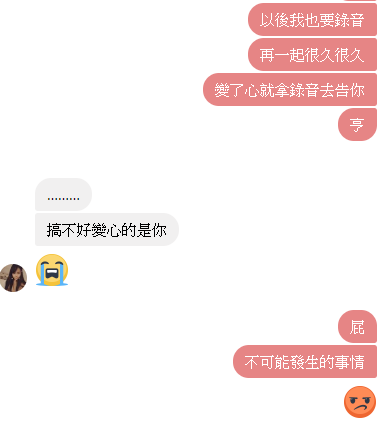 以後我也要錄音
再一起很久很久
變了心就拿錄音去告你
亨
.........
搞不好變心的是你
屁
不可能發生的事情